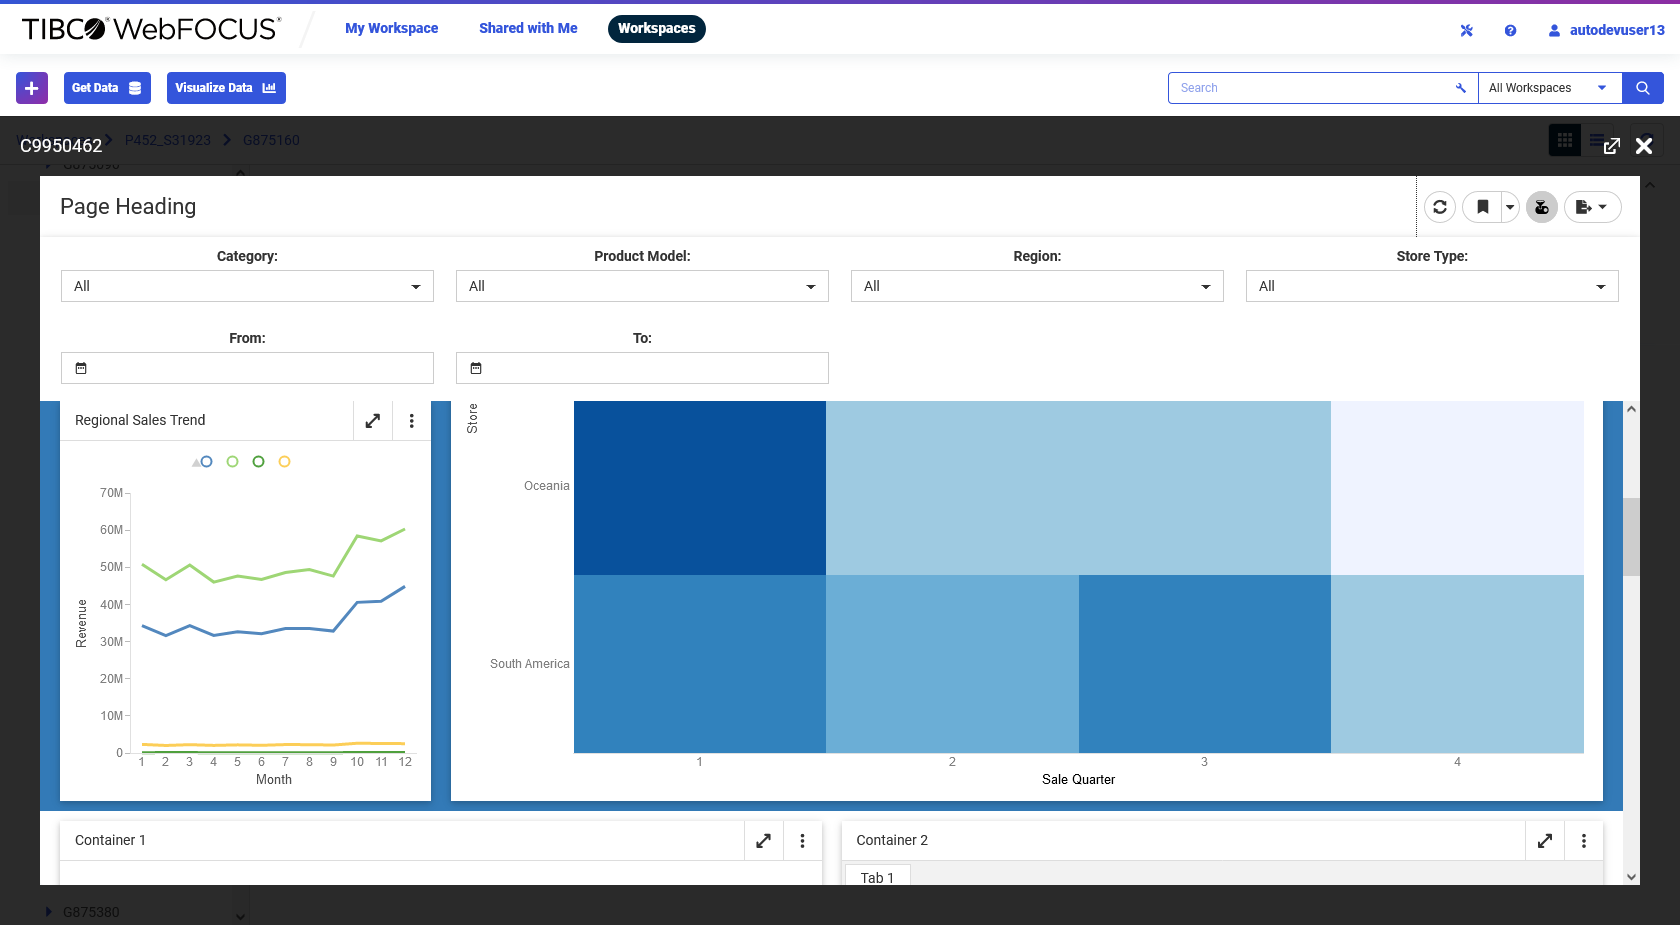 TIBCO WebFOCUS
My Workspace
Shared with Me
Workspaces
autodevuser13
Get Data
Visualize Data
Search
All Workspaces
P452_S31923
G875160
C9950462
Page Heading
Category:
Product Model:
Region:
Store Type:
All
All
All
All
From:
To:
Regional Sales Trend
70M
60M
50M
40M
30M
20M
10M
0
Revenue
1 2 3 4 5 6 7 8 9 10 11 12
Month
Store
Oceania
South America
1 2 3 4
Sale Quarter
Container 1
Container 2
Tab 1
G875380